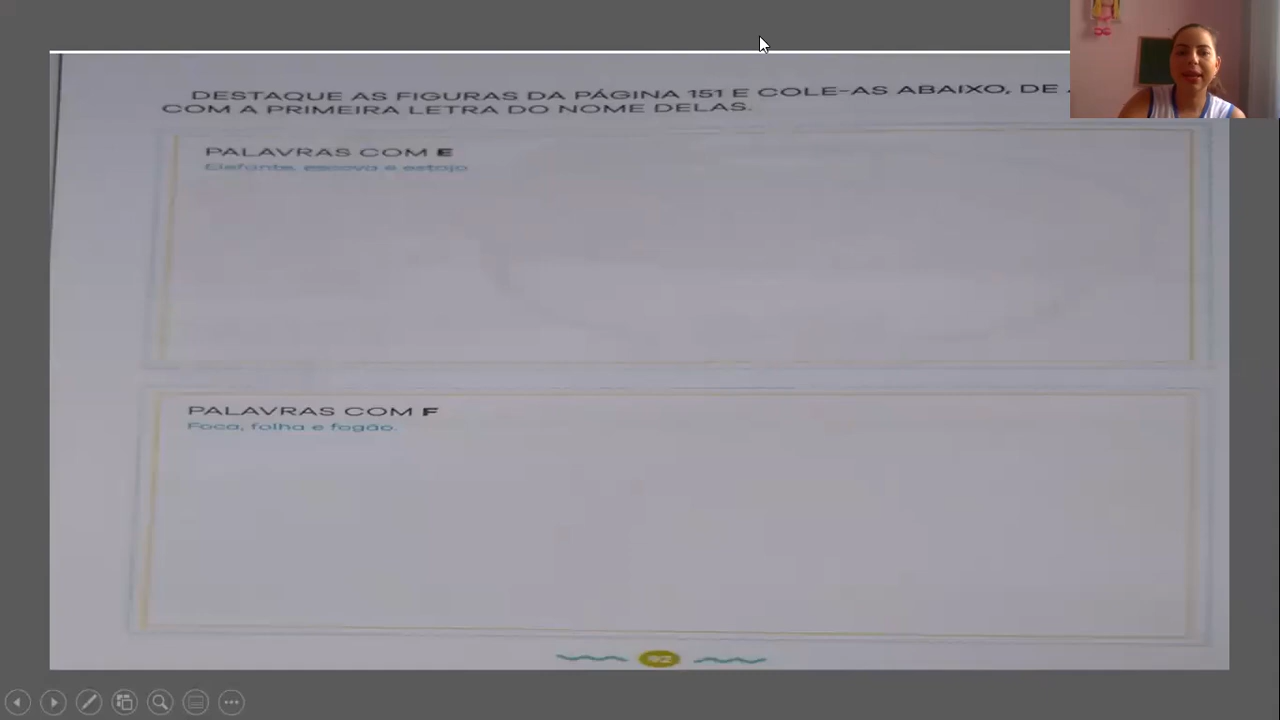 DESTAQUE AS FIGURAS DA PÁGINA 151 E COLE-AS ABAIXO, DE
COM A PRIMEIRA LETRA DO NOME DELAS.
PALAVRAS COM E
Elefante, escova e estojo
PALAVRAS COM F
Foca, folha e fogão.
92